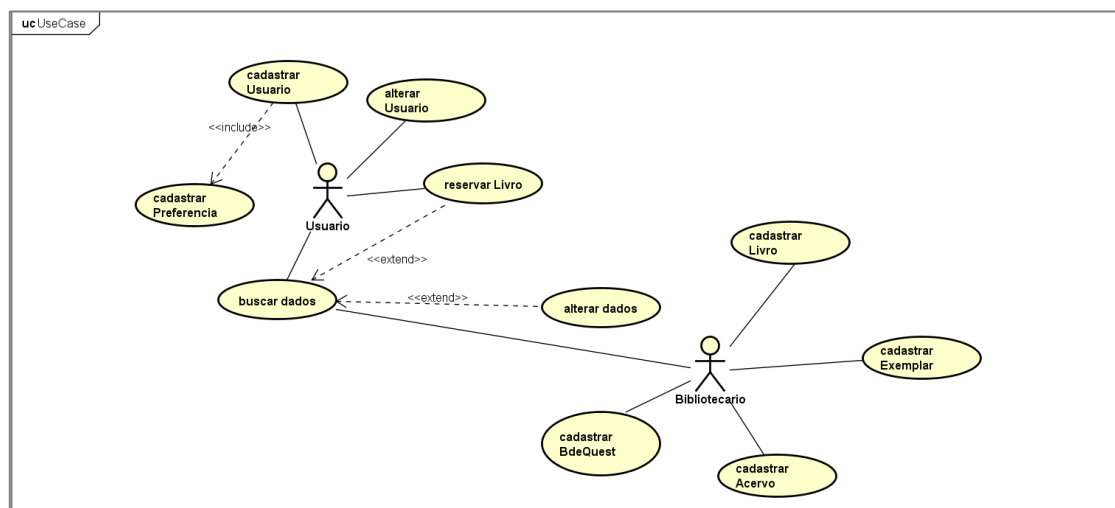 uc UseCase
cadastrar
Usuario
alterar
Usuario
<<include>>
cadastrar
Preferencia
reservar Livro
Usuario
<<extend>>
buscar dados
<<extend>>
alterar dados
cadastrar
Livro
cadastrar
Exemplar
Bibliotecario
cadastrar
BdeQuest
cadastrar
Acervo